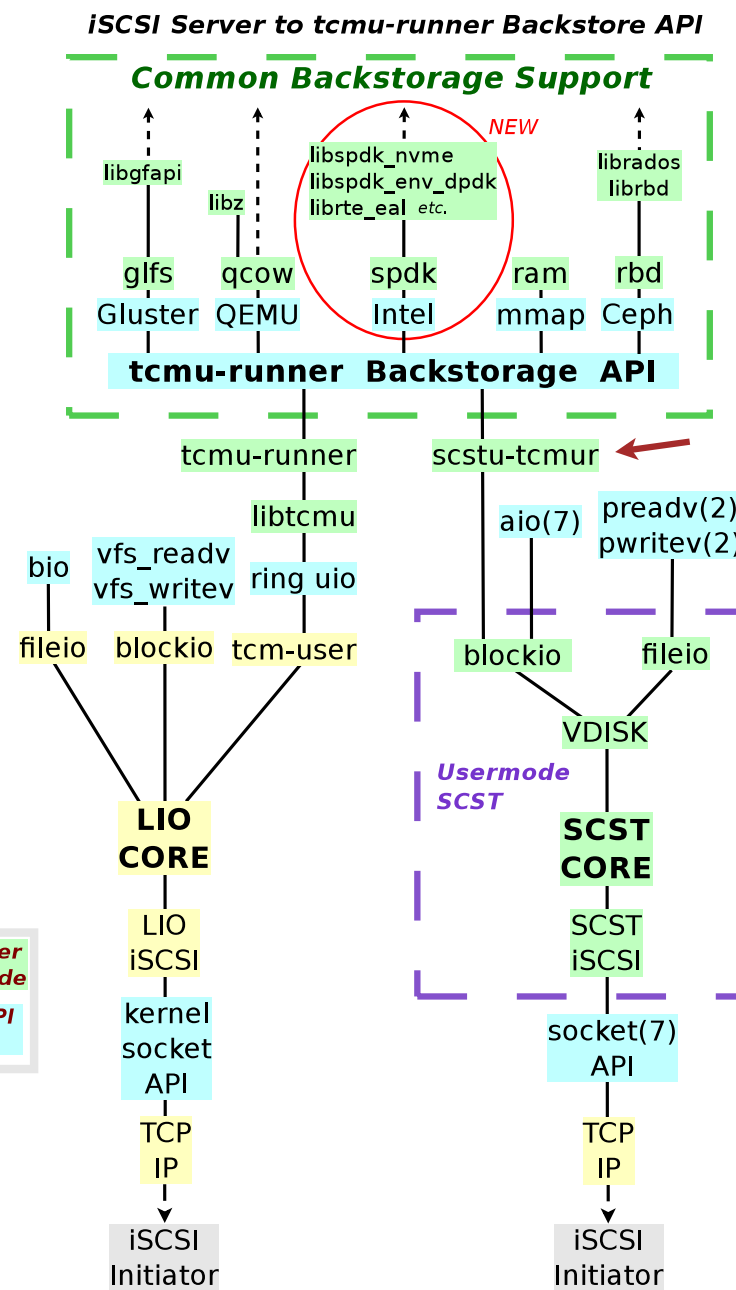 iSCSI Server to tcmu-runner Backstore API
Common Backstorage Support
NEW
libgfapi
libz
libspdk_nvme
libspdk_env_dpdk
librte_eal etc.
librados
librbd
glfs
qcow
spdk
ram
rbd
Gluster
QEMU
Intel
mmap
Ceph
tcmu-runner Backstorage API
tcmu-runner
scstu-tcmur
libtcmu
aio(7)
preadv(2)
pwritev(2)
bio
vfs_readv
vfs_writev
ring uio
fileio
blockio
tcm-user
blockio
fileio
VDISK
Usermode
SCST
LIO
CORE
SCST
CORE
LIO
iSCSI
SCST
iSCSI
kernel
socket
API
socket(7)
API
TCP
IP
TCP
IP
iSCSI
Initiator
iSCSI
Initiator